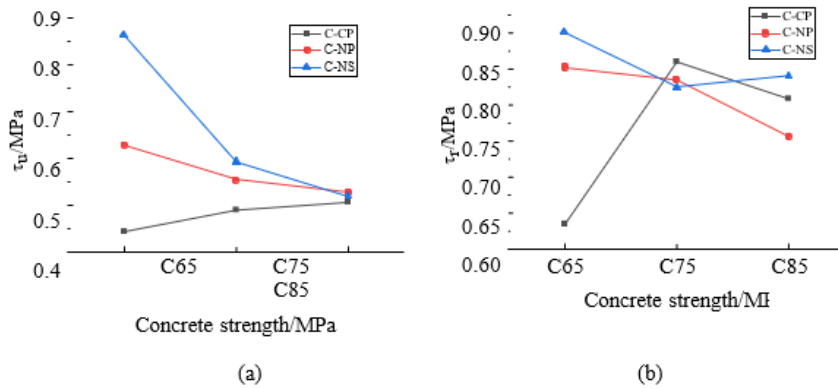 0.9
0.8
0.7
0.6
0.5
0.4
τu/MPa
C-CP
C-NP
C-NS
C65 C75
C85
Concrete strength/MPa
(a)
0.90
0.85
0.80
0.75
0.70
0.65
0.60
τr/MPa
C-CP
C-NP
C-NS
C65 C75 C85
Concrete strength/MI
(b)